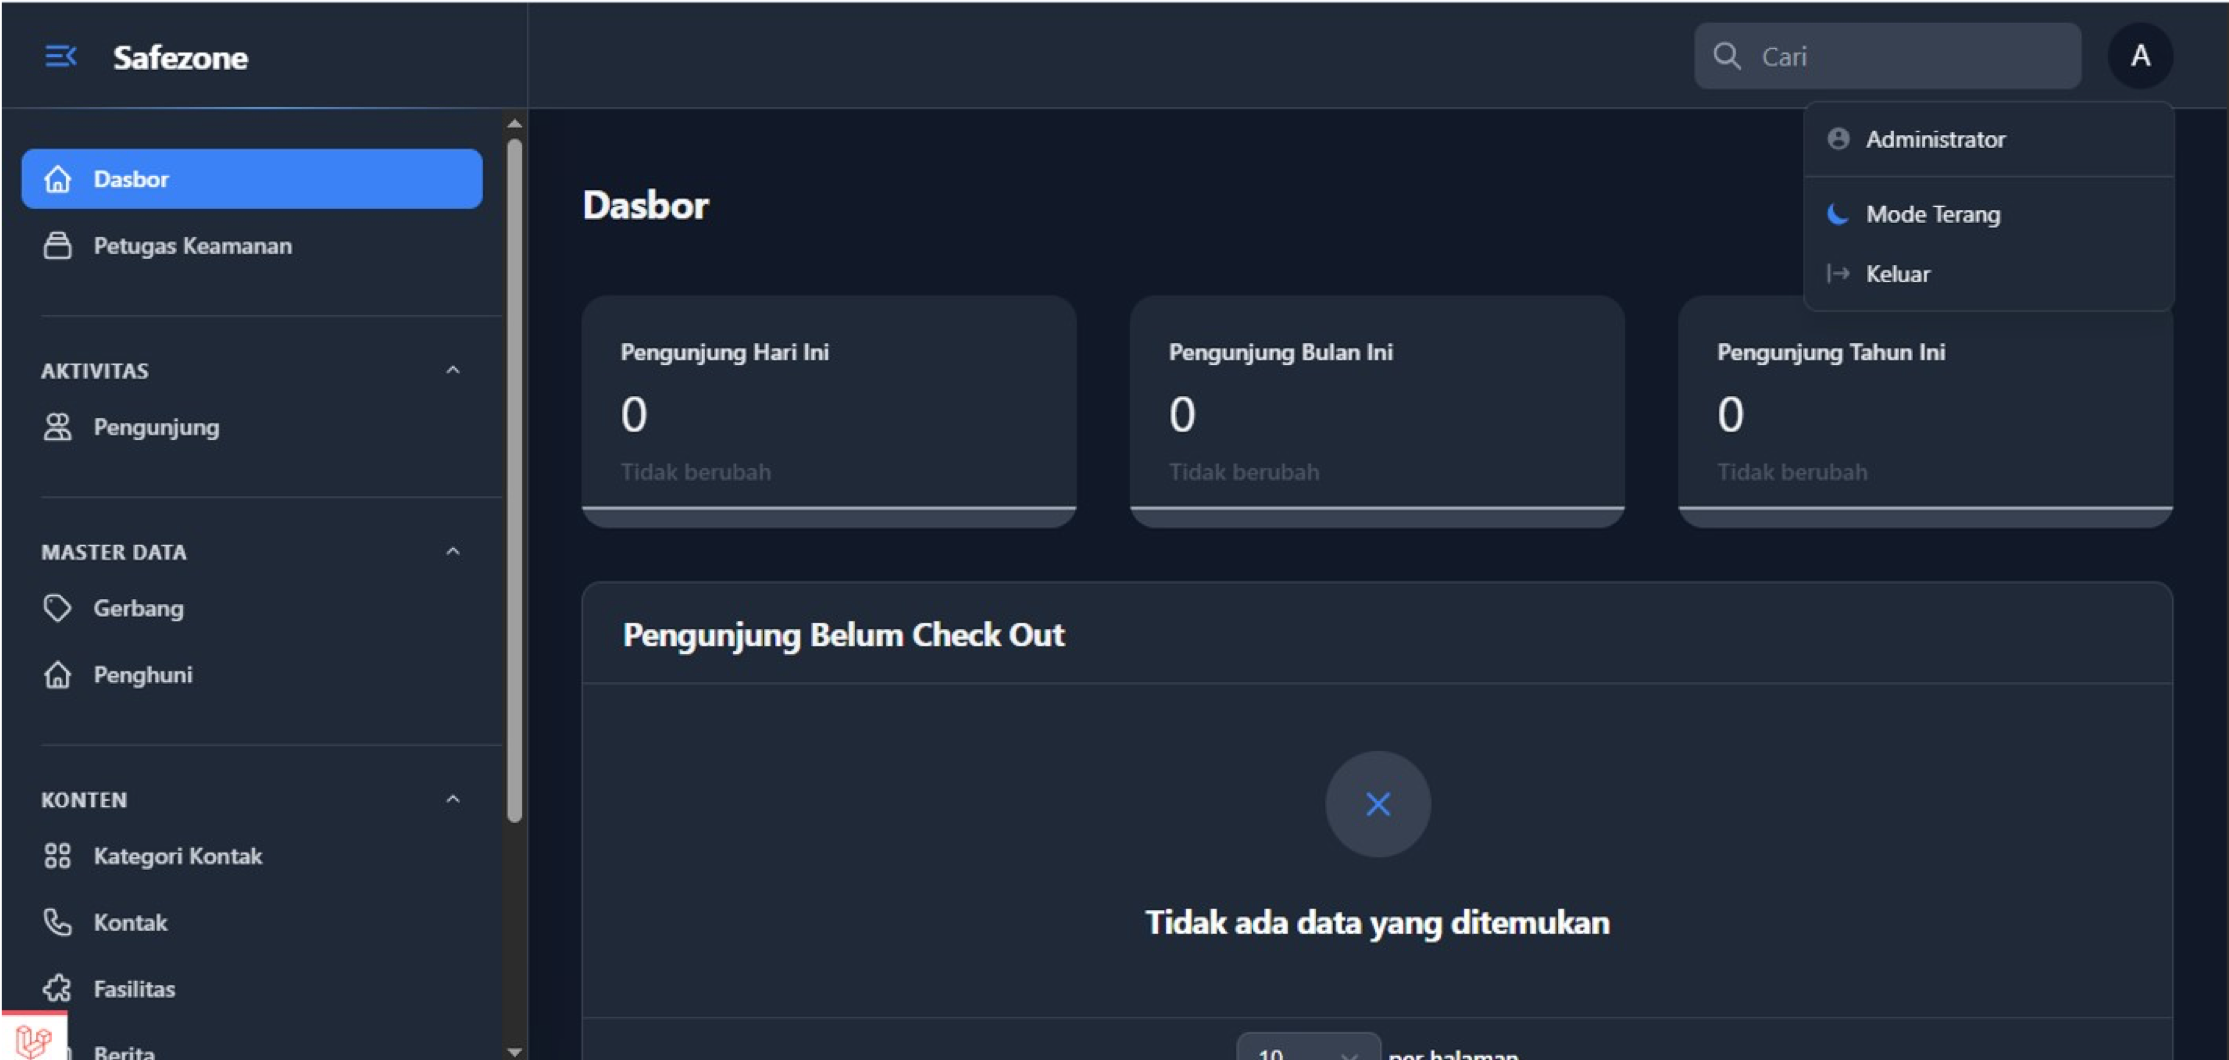 Safezone
Cari
A
Administrator
Mode Terang
Keluar
Dasbor
Petugas Keamanan
AKTIVITAS
Pengunjung
MASTER DATA
Gerbang
Penghuni
KONTEN
Kategori Kontak
Kontak
Fasilitas
Berita
Dasbor
Pengunjung Hari Ini
0
Tidak berubah
Pengunjung Bulan Ini
0
Tidak berubah
Pengunjung Tahun Ini
0
Tidak berubah
Pengunjung Belum Check Out
Tidak ada data yang ditemukan
10 per halaman